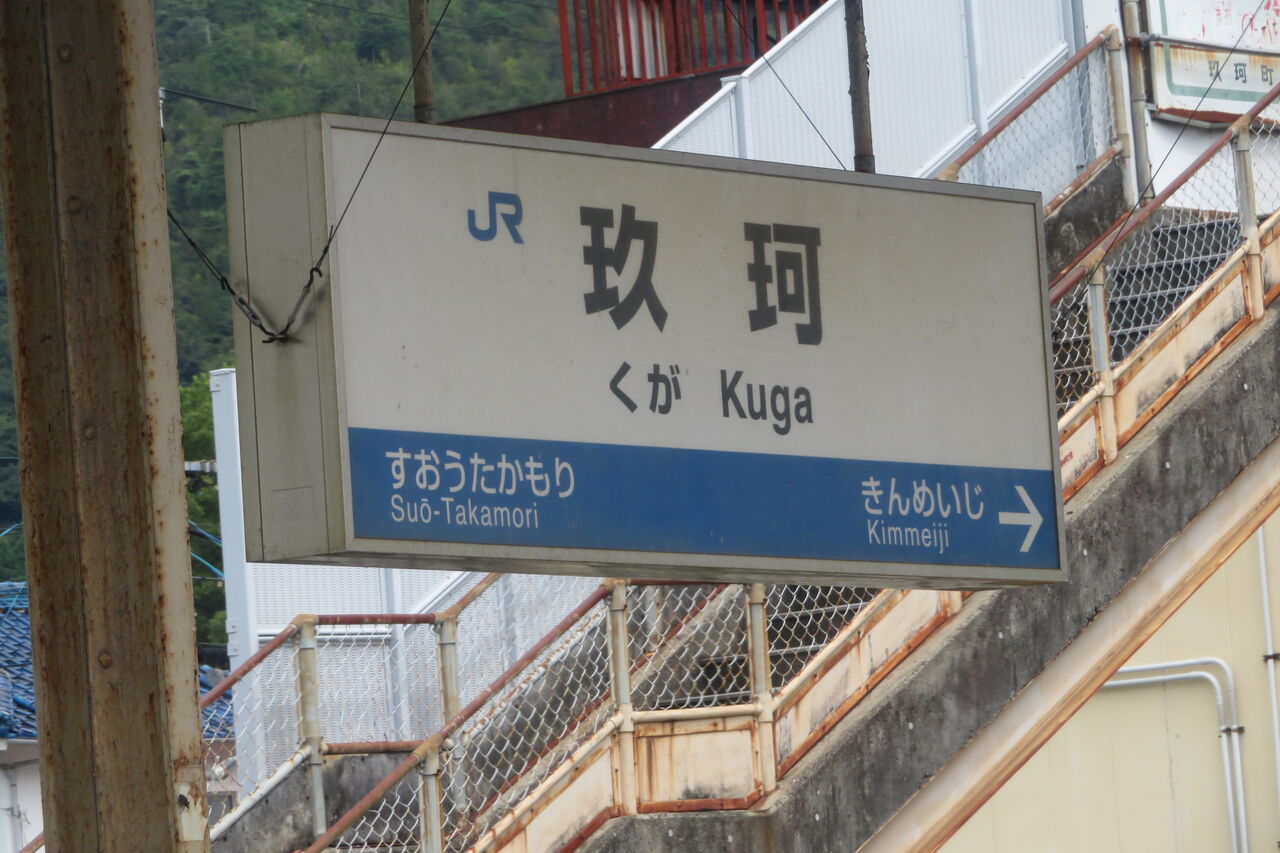 JR 玖珂
くが Kuga
すおうたかもり きんめいじ →
Suō-Takamori Kimmeiji
玖珂町